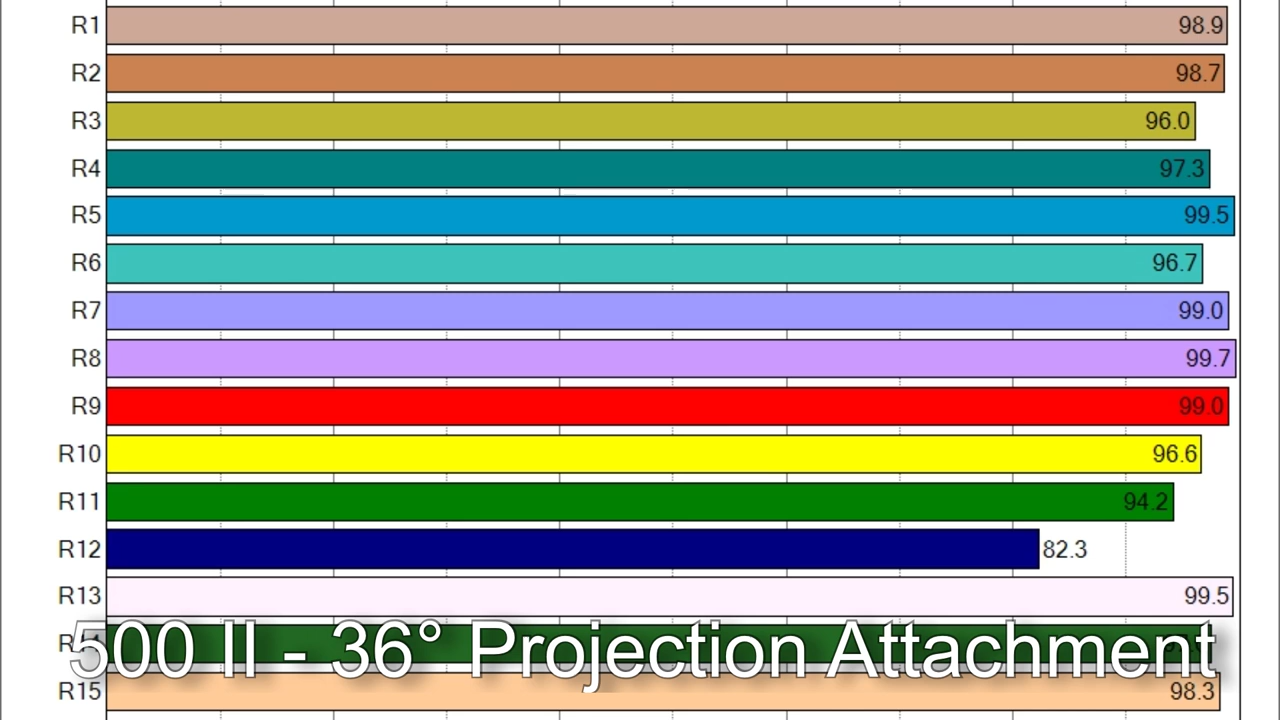 R1 98.9
R2 98.7
R3 96.0
R4 97.3
R5 99.5
R6 96.7
R7 99.0
R8 99.7
R9 99.0
R10 96.6
R11 94.2
R12 82.3
R13 99.5
500 II - 36° Projection Attachment
R15 98.3